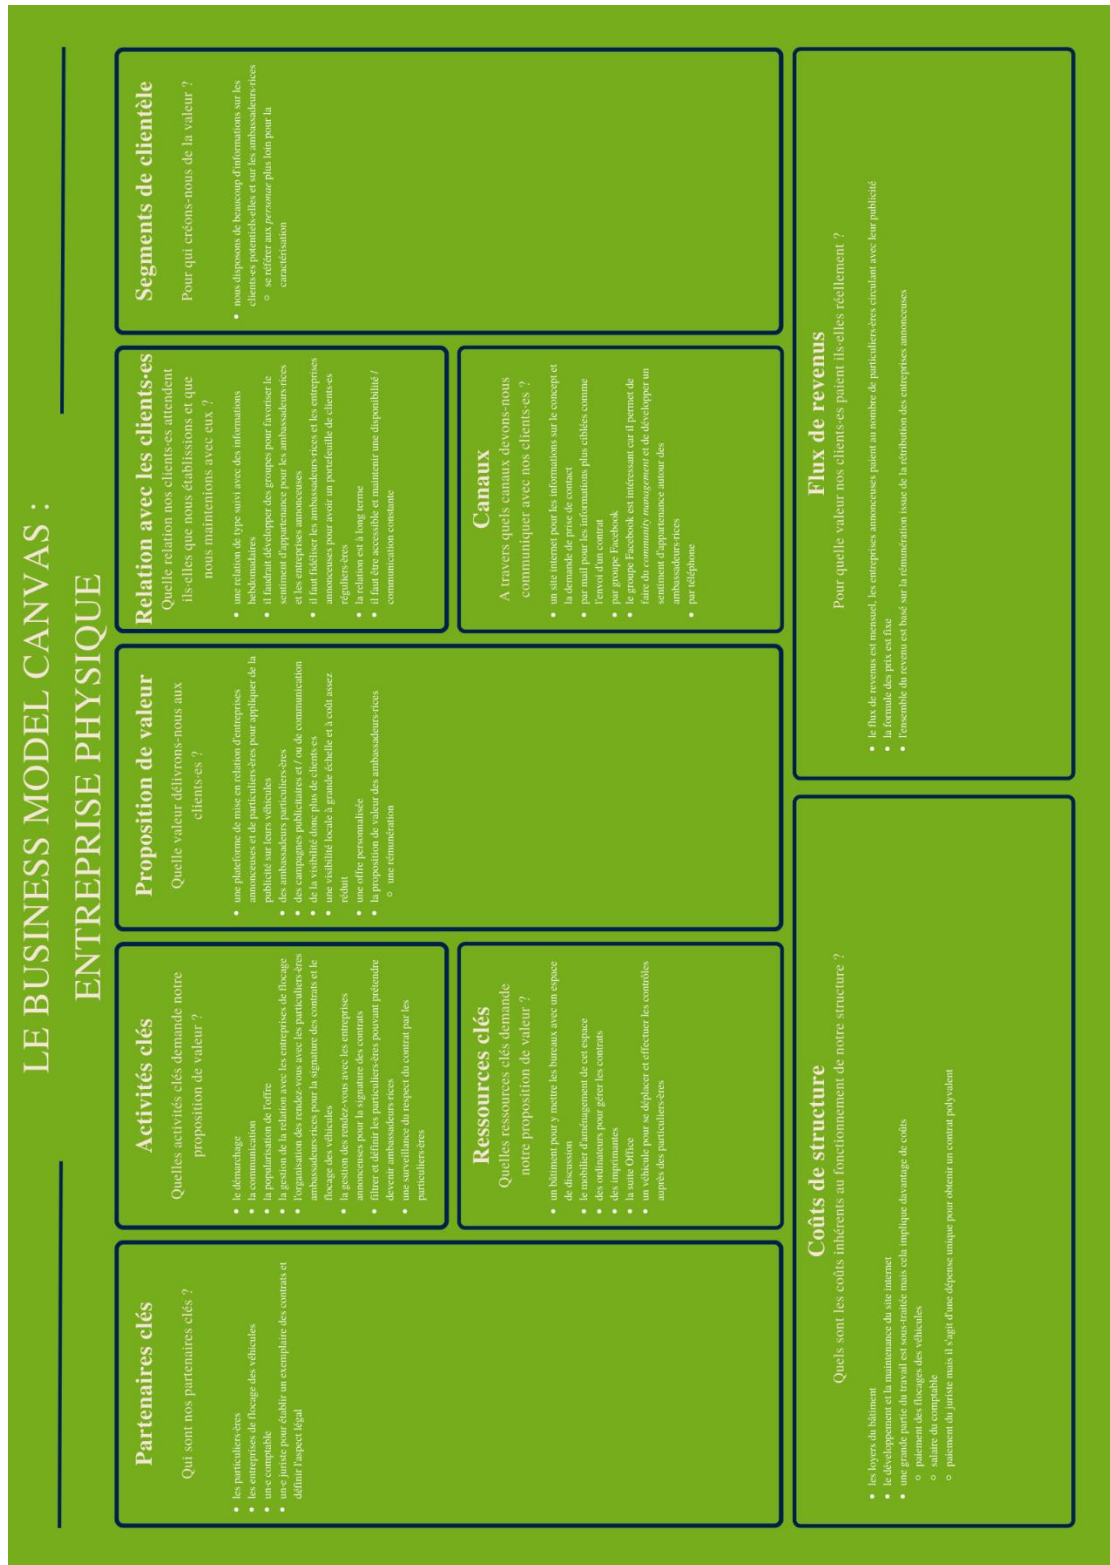 LE BUSINESS MODEL CANVAS :
ENTREPRISE PHYSIQUE
Partenaires clés
Qui sont nos partenaires clés ?
• les particuliers·ères
• les entreprises de flocage des véhicules
• un·e comptable
• un·e juriste pour établir un exemplaire des contrats et
définir l'aspect légal
Activités clés
Quelles activités clés demande notre
proposition de valeur ?
• le démarchage
• la communication
• la popularisation de l'offre
• la gestion de la relation avec les entreprises de flocage
• l'organisation des rendez-vous avec les particuliers·ères
ambassadeurs·rices pour la signature des contrats et le
flocage des véhicules
• la gestion des rendez-vous avec les entreprises
annonceuses pour la signature des contrats
• filtrer et définir les particuliers·ères pouvant prétendre
devenir ambassadeurs·rices
• une surveillance du respect du contrat par les
particuliers·ères
Ressources clés
Quelles ressources clés demande
notre proposition de valeur ?
• un bâtiment pour y mettre les bureaux avec un espace
de discussion
• le mobilier d'aménagement de cet espace
• des ordinateurs pour gérer les contrats
• des imprimantes
• la suite Office
• un véhicule pour se déplacer et effectuer les contrôles
auprès des particuliers·ères
Proposition de valeur
Quelle valeur délivrons-nous aux
clients·es ?
• une plateforme de mise en relation d'entreprises
annonceuses et de particuliers·ères pour appliquer de la
publicité sur leurs véhicules
• des ambassadeurs particuliers·ères
• des campagnes publicitaires et / ou de communication
• de la visibilité donc plus de clients·es
• une visibilité locale à grande échelle et à coût assez
réduit
• une offre personnalisée
• la proposition de valeur des ambassadeurs·rices
○ une rémunération
Relation avec les clients·es
Quelle relation nos clients·es attendent
ils·elles que nous établissions et que
nous maintenions avec eux ?
• une relation de type suivi avec des informations
hebdomadaires
• il faudrait développer des groupes pour favoriser le
sentiment d'appartenance pour les ambassadeurs·rices
et les entreprises annonceuses
• il faut fidéliser les ambassadeurs·rices et les entreprises
annonceuses pour avoir un portefeuille de clients·es
réguliers·ères
• la relation est à long terme
• il faut être accessible et maintenir une disponibilité /
communication constante
Canaux
A travers quels canaux devons-nous
communiquer avec nos clients·es ?
• un site internet pour les informations sur le concept et
la demande de prise de contact
• par mail pour les informations plus ciblées comme
l'envoi d'un contrat
• par groupe Facebook
• le groupe Facebook est intéressant car il permet de
faire du community management et de développer un
sentiment d'appartenance autour des
ambassadeurs·rices
• par téléphone
Segments de clientèle
Pour qui créons-nous de la valeur ?
• nous disposons de beaucoup d'informations sur les
clients·es potentiels·elles et sur les ambassadeurs·rices
○ se référer aux personae plus loin pour la
caractérisation
Coûts de structure
Quels sont les coûts inhérents au fonctionnement de notre structure ?
• les loyers du bâtiment
• le développement et la maintenance du site internet
• une grande partie du travail est sous-traitée mais cela implique davantage de coûts
○ paiement des flocages des véhicules
○ salaire du comptable
○ paiement du juriste mais il s'agit d'une dépense unique pour obtenir un contrat polyvalent
Flux de revenus
Pour quelle valeur nos clients·es paient ils·elles réellement ?
• le flux de revenus est mensuel, les entreprises annonceuses paient au nombre de particuliers·ères circulant avec leur publicité
• la formule des prix est fixe
• l'ensemble du revenu est basé sur la rémunération issue de la rétribution des entreprises annonceuses